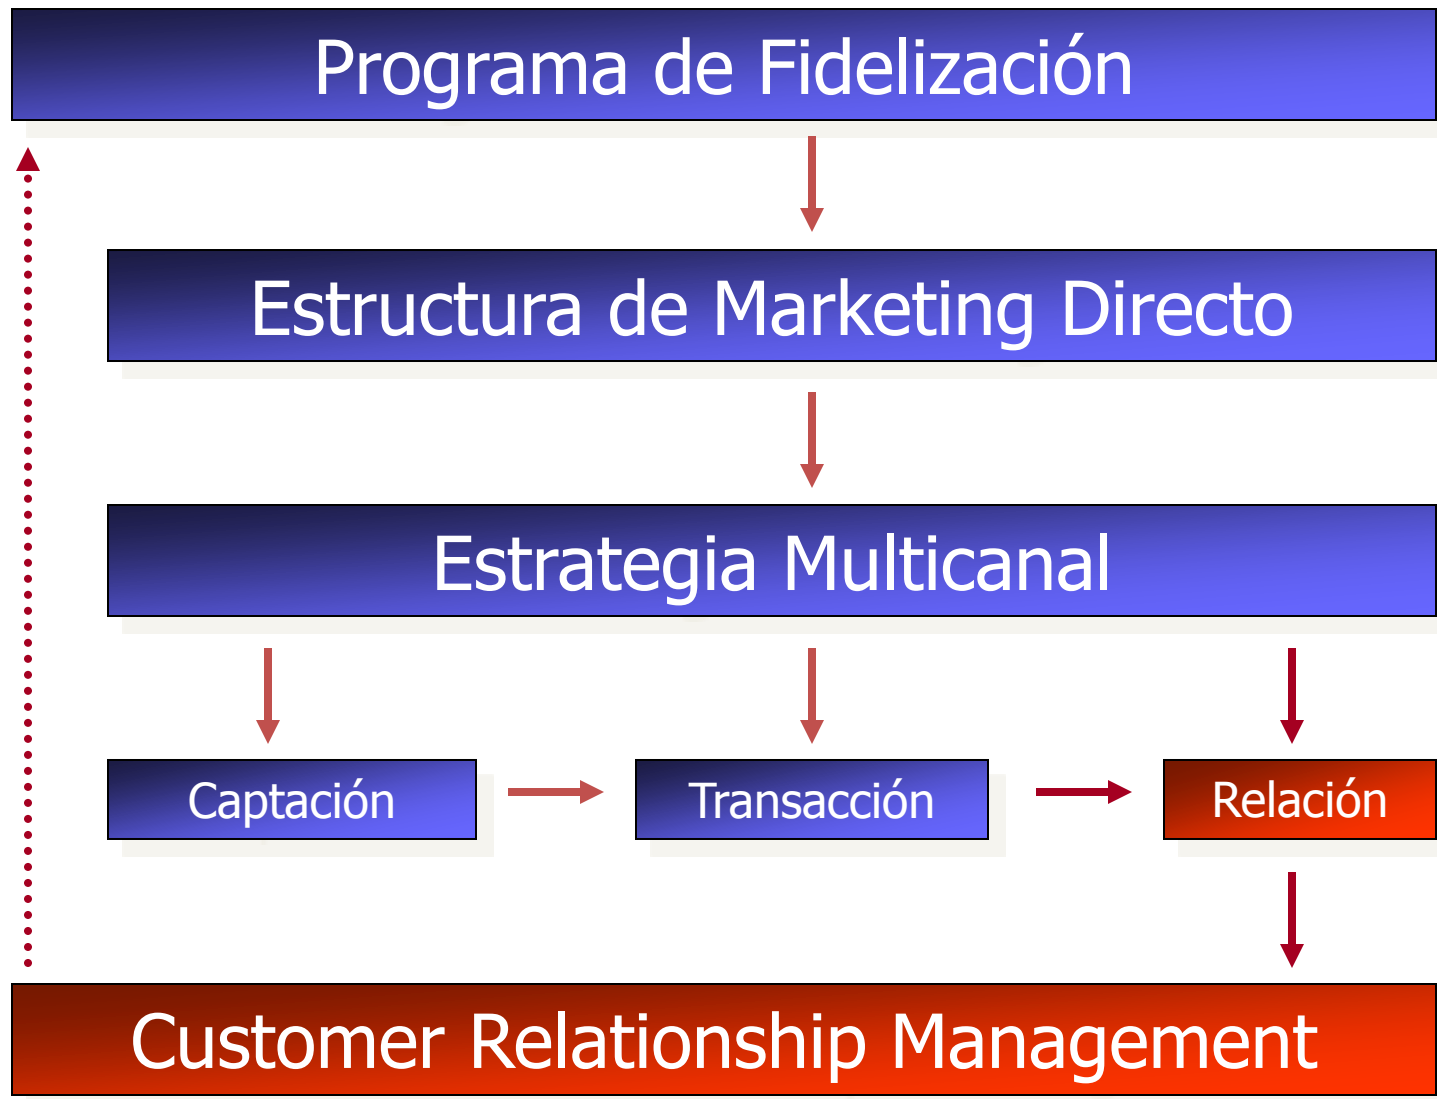 Programa de Fidelización
Estructura de Marketing Directo
Estrategia Multicanal
Captación
Transacción
Relación
Customer Relationship Management